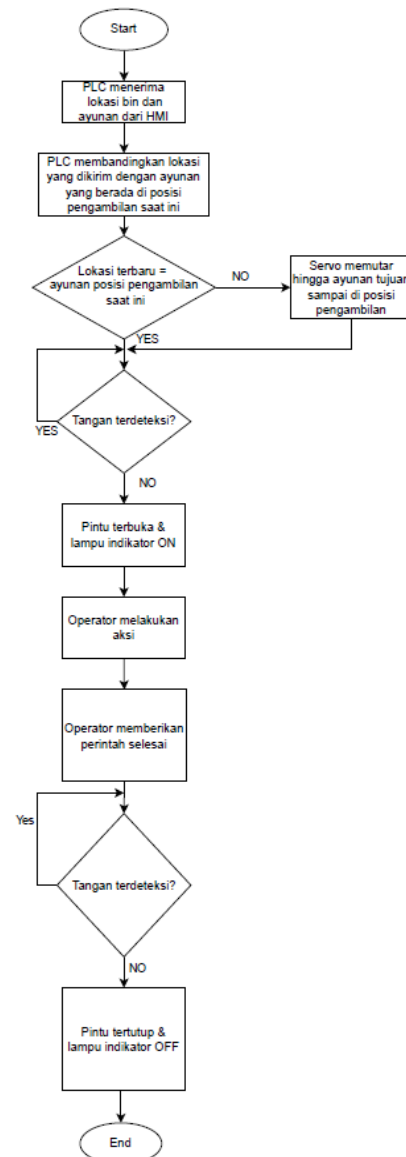 Start
PLC menerima
lokasi bin dan
ayunan dari HMI
PLC membandingkan lokasi
yang dikirim dengan ayunan
yang berada di posisi
pengambilan saat ini
Lokasi terbaru =
ayunan posisi pengambilan
saat ini
NO
Servo memutar
hingga ayunan tujuan
sampai di posisi
pengambilan
YES
Tangan terdeteksi?
YES
NO
Pintu terbuka &
lampu indikator ON
Operator melakukan
aksi
Operator memberikan
perintah selesai
Yes
Tangan terdeteksi?
NO
Pintu tertutup &
lampu indikator OFF
End